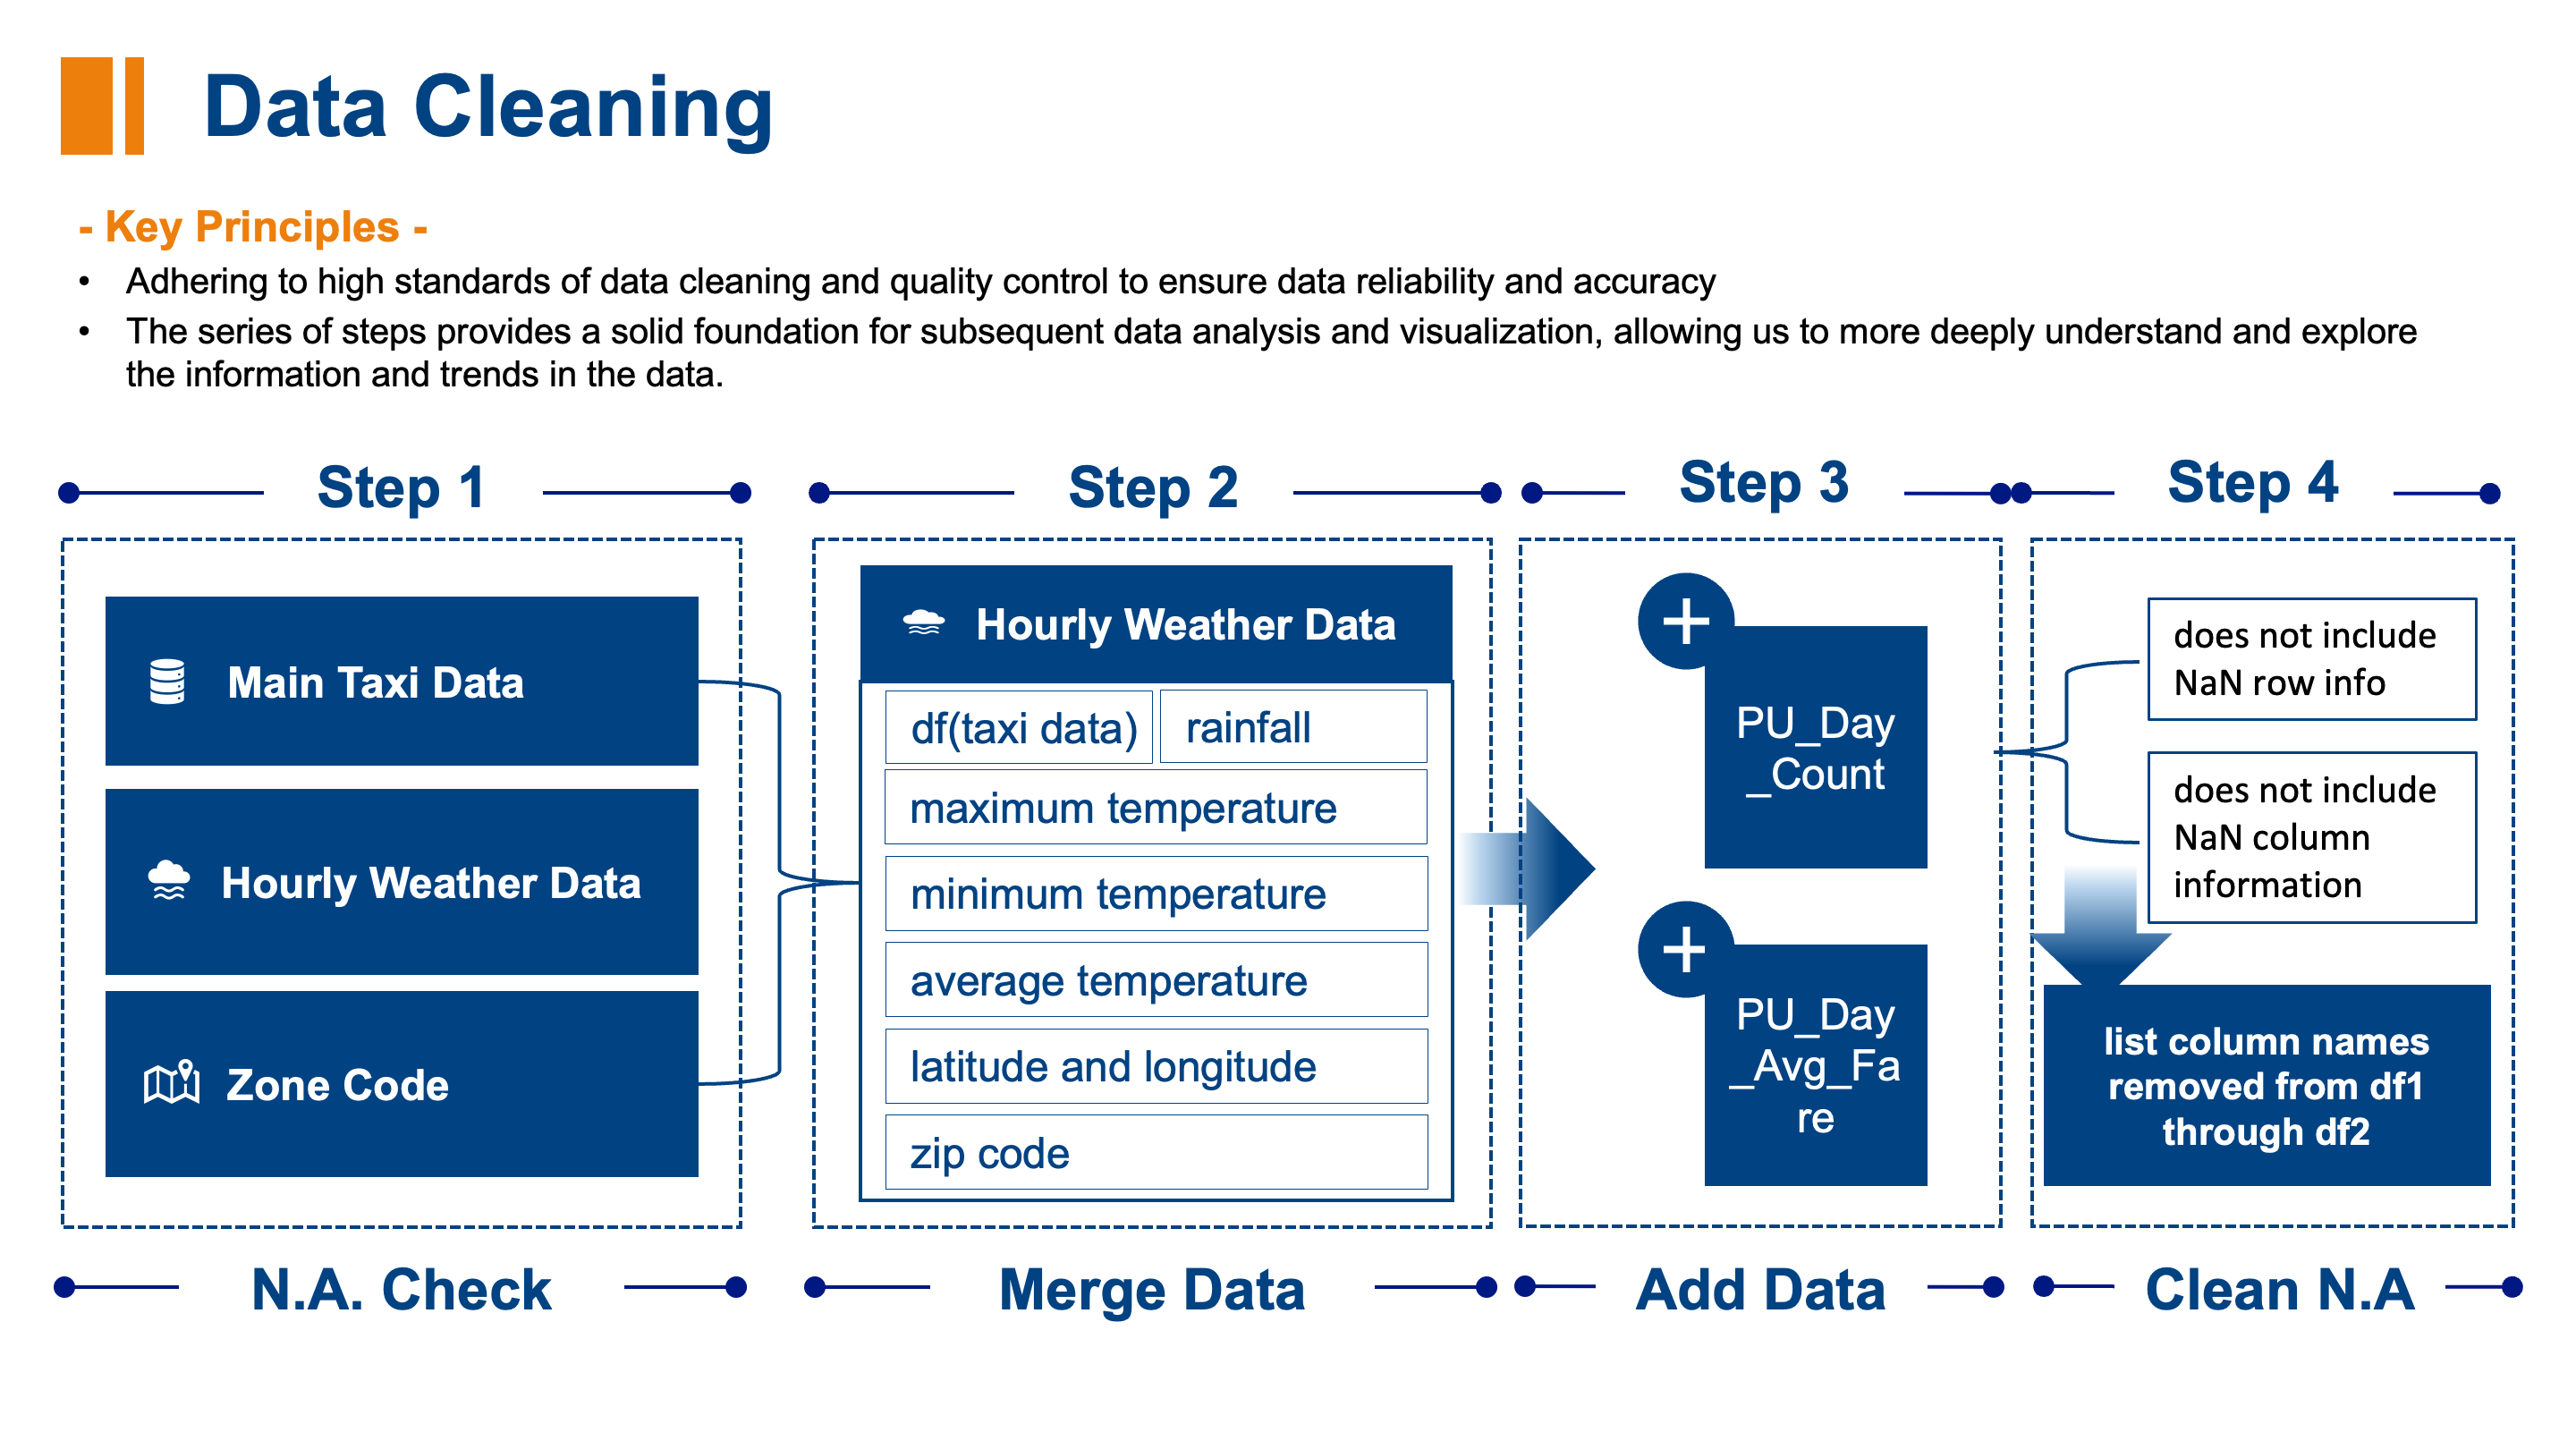 Data Cleaning
- Key Principles -
• Adhering to high standards of data cleaning and quality control to ensure data reliability and accuracy
• The series of steps provides a solid foundation for subsequent data analysis and visualization, allowing us to more deeply understand and explore
the information and trends in the data.
Step 1
Main Taxi Data
Hourly Weather Data
Zone Code
N.A. Check
Step 2
Hourly Weather Data
df(taxi data)
rainfall
maximum temperature
minimum temperature
average temperature
latitude and longitude
zip code
Merge Data
Step 3
PU_Day
_Count
PU_Day
_Avg_Fa
re
Add Data
Step 4
does not include
NaN row info
does not include
NaN column
information
list column names
removed from df1
through df2
Clean N.A